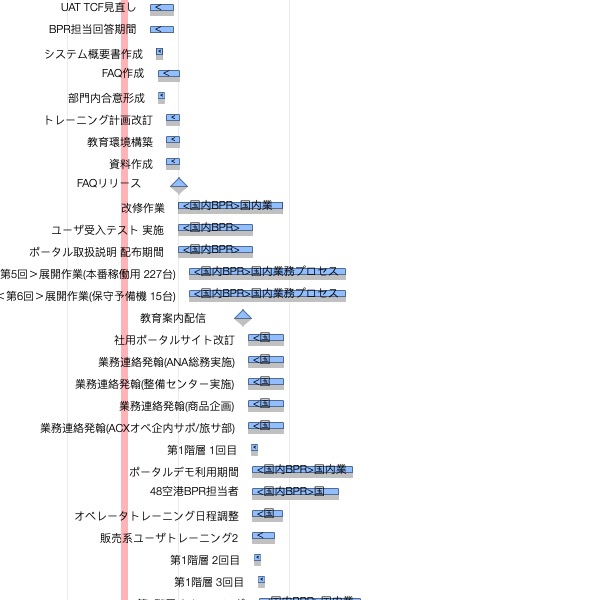 UAT TCF見直し <
BPR担当回答期間 <
システム概要書作成 <
FAQ作成 <
部門内合意形成 <
トレーニング計画改訂 <
教育環境構築 <
資料作成 <
FAQリリース
改修作業 <国内BPR>国内業
ユーザ受入テスト 実施 <国内BPR>
ポータル取扱説明 配布期間 <国内BPR>
第5回＞展開作業(本番稼働用 227台) <国内BPR>国内業務プロセス
＜第6回＞展開作業(保守予備機 15台) <国内BPR>国内業務プロセス
教育案内配信
社用ポータルサイト改訂 <国
業務連絡発翰(ANA総務実施) <国
業務連絡発翰(整備センター実施) <国
業務連絡発翰(商品企画) <国
業務連絡発翰(ACXオペ企内サポ/旅サ部) <国
第1階層 1回目 <
ポータルデモ利用期間 <国内BPR>国内業
48空港BPR担当者 <国内BPR>国
オペレータトレーニング日程調整 <国
販売系ユーザトレーニング2 <
第1階層 2回目 <
第1階層 3回目 <